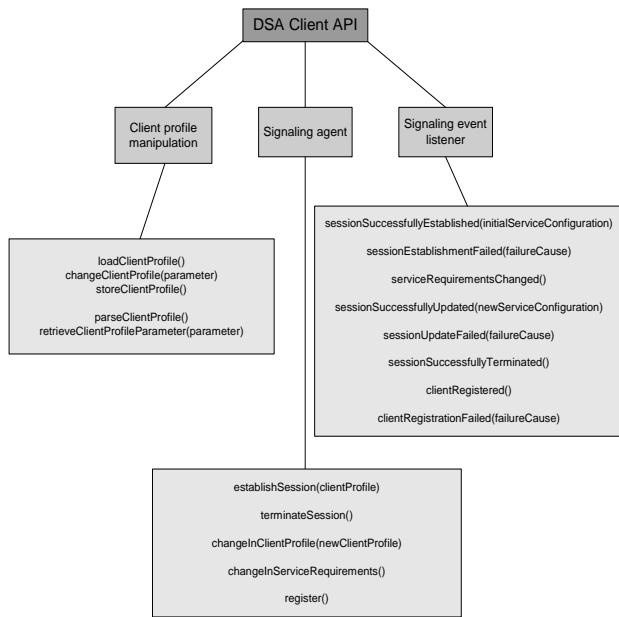 DSA Client API
Client profile
manipulation
Signaling agent
Signaling event
listener
loadClientProfile()
changeClientProfile(parameter)
storeClientProfile()
parseClientProfile()
retrieveClientProfileParameter(parameter)
sessionSuccessfullyEstablished(initialServiceConfiguration)
sessionEstablishmentFailed(failureCause)
serviceRequirementsChanged()
sessionSuccessfullyUpdated(newServiceConfiguration)
sessionUpdateFailed(failureCause)
sessionSuccessfullyTerminated()
clientRegistered()
clientRegistrationFailed(failureCause)
establishSession(clientProfile)
terminateSession()
changeInClientProfile(newClientProfile)
changeInServiceRequirements()
register()